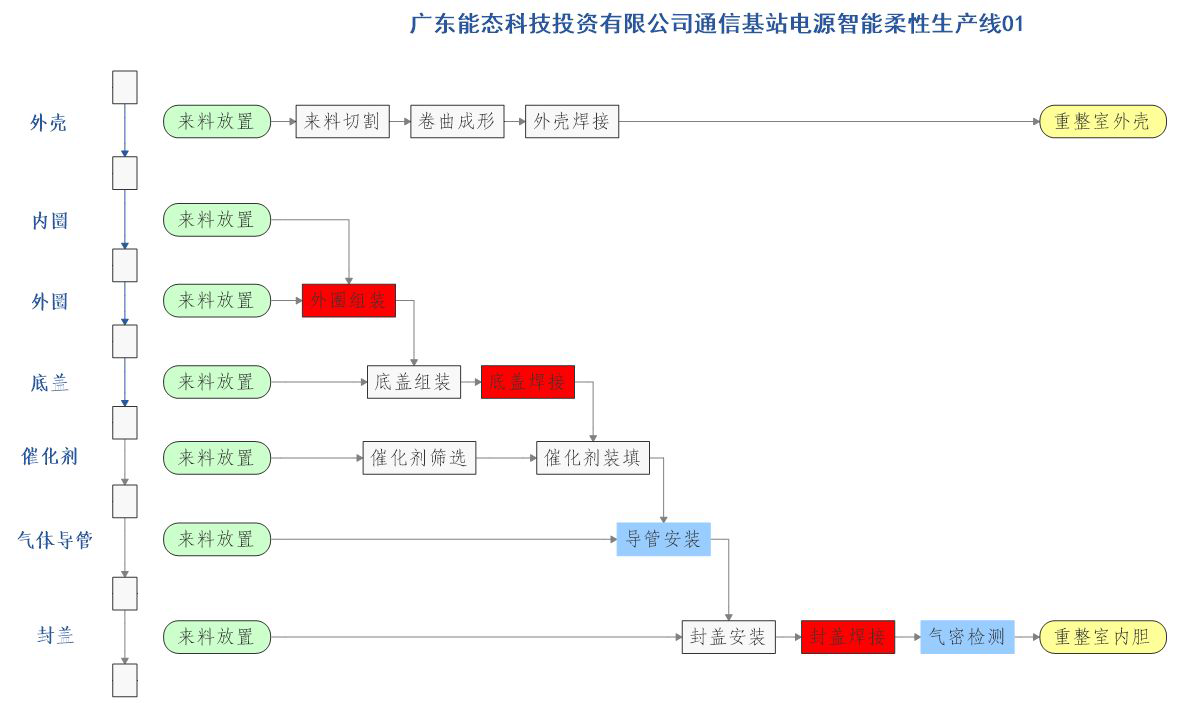 广东能态科技投资有限公司通信基站电源智能柔性生产线01
外壳 来料放置 来料切割 卷曲成形 外壳焊接 重整室外壳
内圈 来料放置
外圈 来料放置 外圈组装
底盖 来料放置 底盖组装 底盖焊接
催化剂 来料放置 催化剂筛选 催化剂装填
气体导管 来料放置 导管安装
封盖 来料放置 封盖安装 封盖焊接 气密检测 重整室内胆